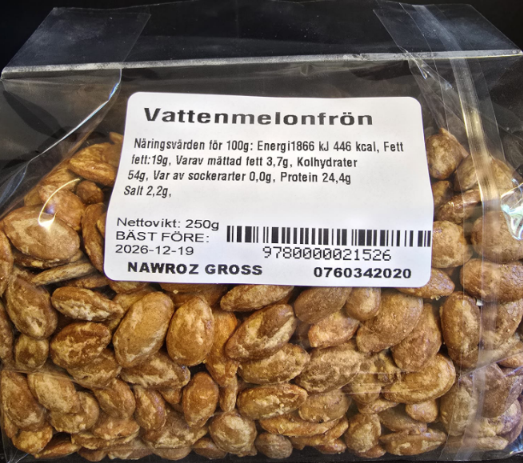 Vattenmelonfrön
Näringsvärden för 100g: Energi1866 kJ 446 kcal, Fett
fett:19g, Varav mättad fett 3,7g, Kolhydrater
54g, Var av sockerarter 0,0g, Protein 24,4g
Salt 2,2g,
Nettovikt: 250g
BÄST FÖRE:
2026-12-19
9780000021526
NAWROZ GROSS 0760342020